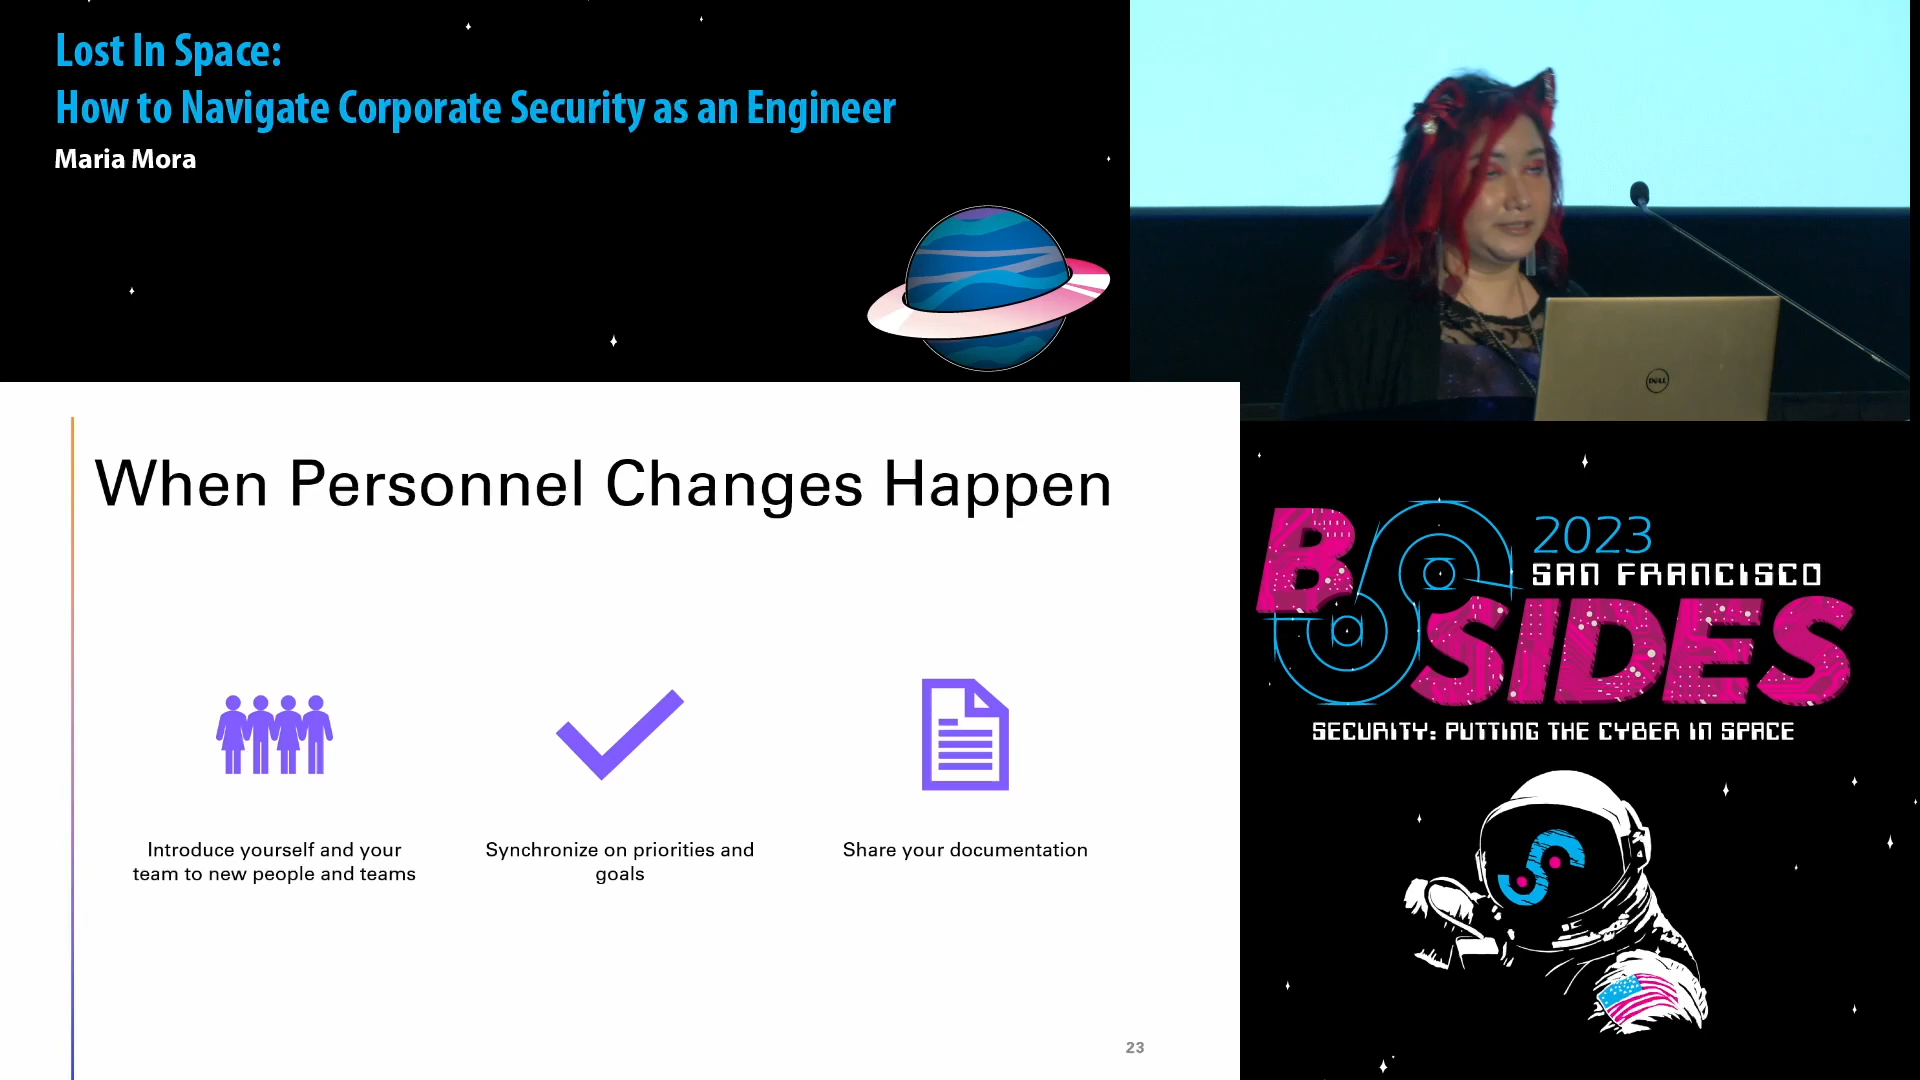 Lost In Space:
How to Navigate Corporate Security as an Engineer
Maria Mora
DELL
When Personnel Changes Happen
Introduce yourself and your
team to new people and teams
Synchronize on priorities and
goals
Share your documentation
23
2023
SAN FRANCISCO
BSIDES
SECURITY: PUTTING THE CYBER IN SPACE